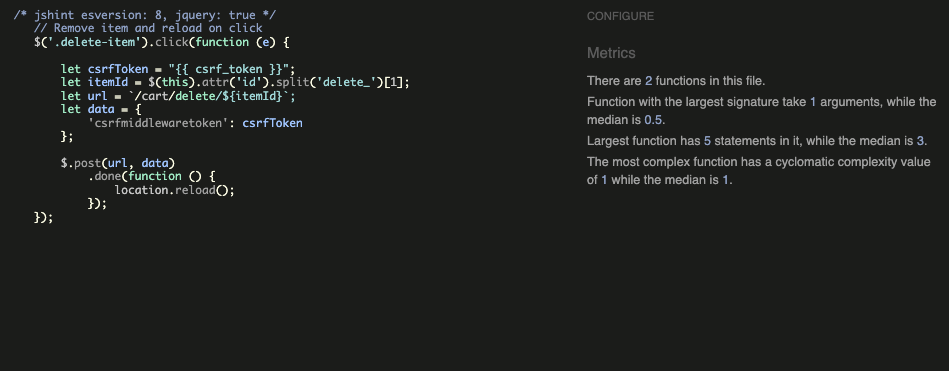 /* jshint esversion: 8, jquery: true */
// Remove item and reload on click
$('.delete-item').click(function (e) {
let csrfToken = "{{ csrf_token }}";
let itemId = $(this).attr('id').split('delete_')[1];
let url = `/cart/delete/${itemId}`;
let data = {
'csrfmiddlewaretoken': csrfToken
};
$.post(url, data)
.done(function () {
location.reload();
});
});
CONFIGURE
Metrics
There are 2 functions in this file.
Function with the largest signature take 1 arguments, while the
median is 0.5.
Largest function has 5 statements in it, while the median is 3.
The most complex function has a cyclomatic complexity value
of 1 while the median is 1.